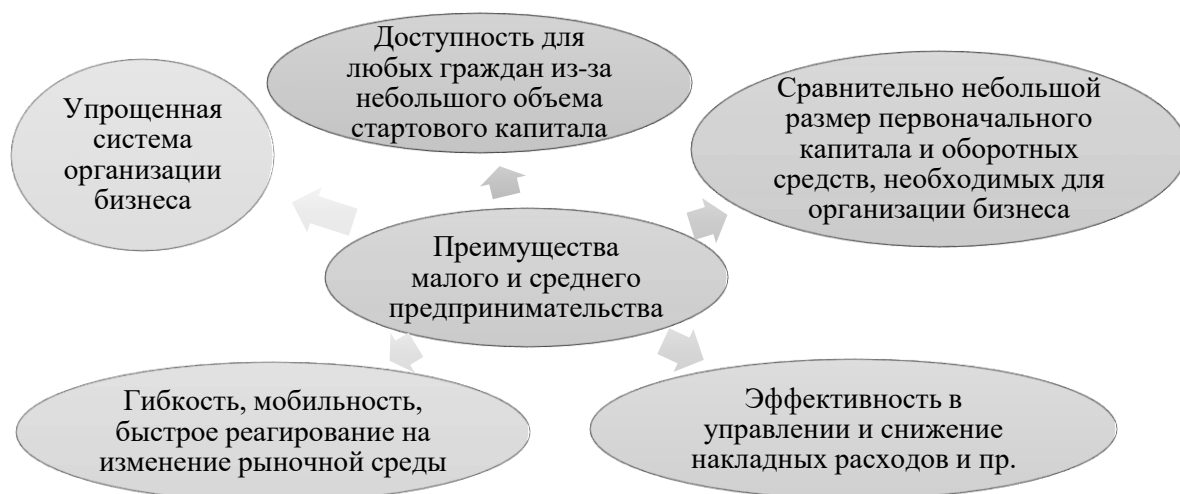 Доступность для
любых граждан из-за
небольшого объема
стартового капитала
Упрощенная
система
организации
бизнеса
Сравнительно небольшой
размер первоначального
капитала и оборотных
средств, необходимых для
организации бизнеса
Преимущества
малого и среднего
предпринимательства
Гибкость, мобильность,
быстрое реагирование на
изменение рыночной среды
Эффективность в
управлении и снижение
накладных расходов и пр.